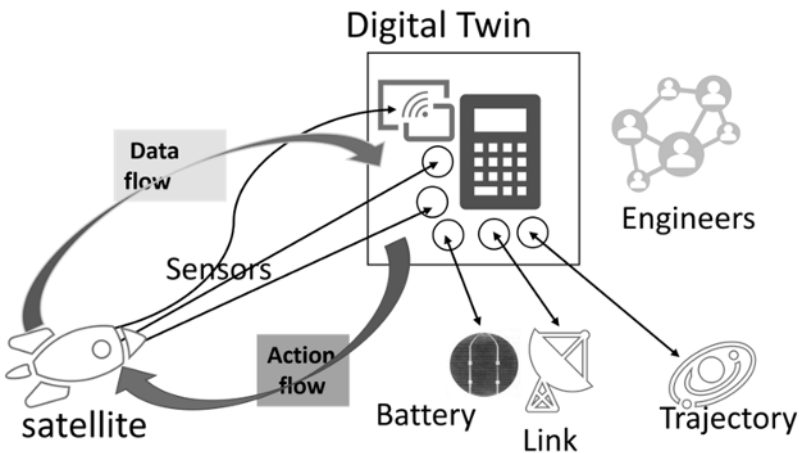 Digital Twin
Data
flow
Engineers
Sensors
Action
flow
satellite
Battery
Link
Trajectory